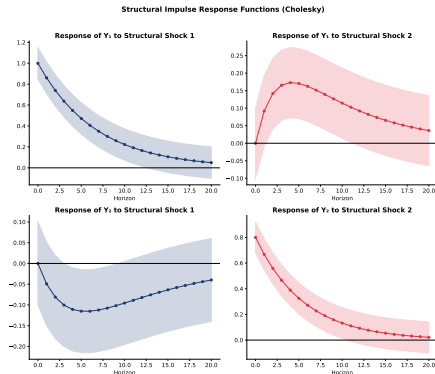 Structural Impulse Response Functions (Cholesky)
Response of Y₁ to Structural Shock 1
1.2
1.0
0.8
0.6
0.4
0.2
0.0
0.0 2.5 5.0 7.5 10.0 12.5 15.0 17.5 20.0
Horizon
Response of Y₁ to Structural Shock 2
0.25
0.20
0.15
0.10
0.05
0.00
−0.05
−0.10
0.0 2.5 5.0 7.5 10.0 12.5 15.0 17.5 20.0
Horizon
Response of Y₂ to Structural Shock 1
0.10
0.05
0.00
−0.05
−0.10
−0.15
−0.20
0.0 2.5 5.0 7.5 10.0 12.5 15.0 17.5 20.0
Horizon
Response of Y₂ to Structural Shock 2
0.8
0.6
0.4
0.2
0.0
0.0 2.5 5.0 7.5 10.0 12.5 15.0 17.5 20.0
Horizon